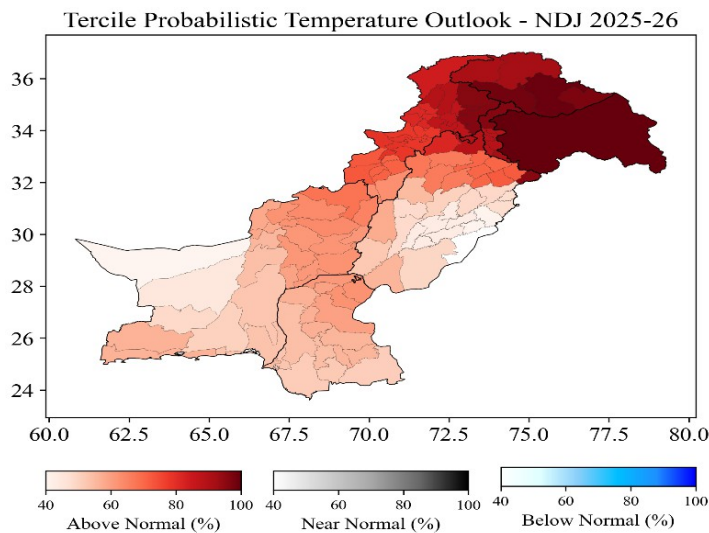 Tercile Probabilistic Temperature Outlook - NDJ 2025-26
36
34
32
30
28
26
24
60.0 62.5 65.0 67.5 70.0 72.5 75.0 77.5 80.0
40 60 80 100 40 60 80 100 40 60 80 100
Above Normal (%) Near Normal (%) Below Normal (%)